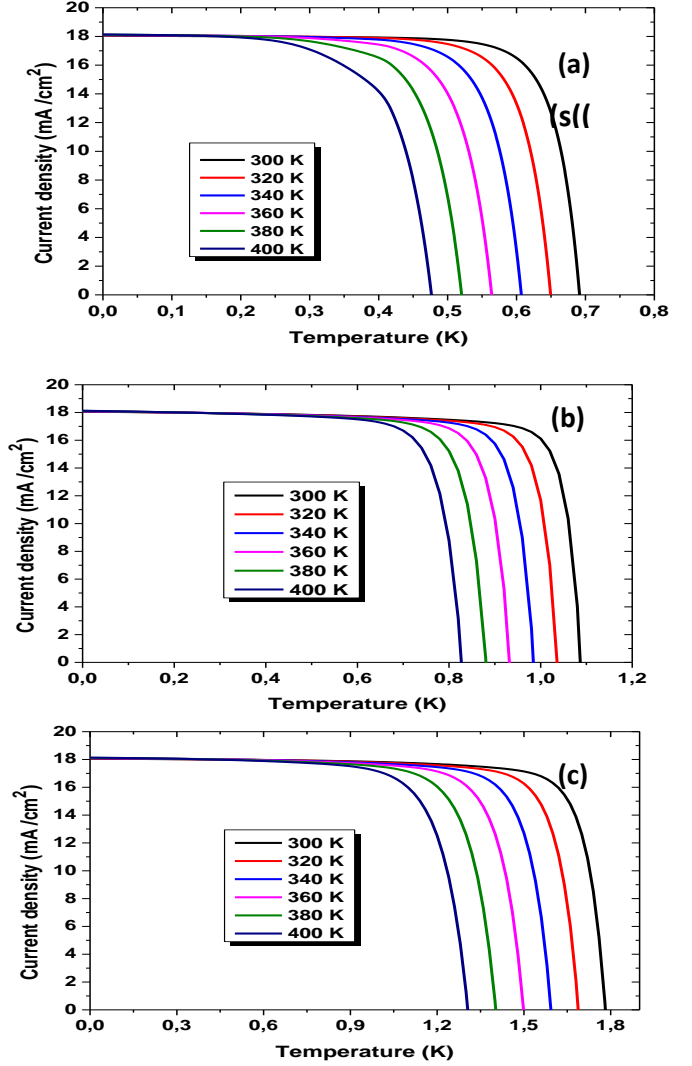 20
18
16
14
12
10
8
6
4
2
0
Current density (mA /cm²)
(a)
(s((
300 K
320 K
340 K
360 K
380 K
400 K
0,0 0,1 0,2 0,3 0,4 0,5 0,6 0,7 0,8
Temperature (K)
20
18
16
14
12
10
8
6
4
2
0
Current density (mA /cm²)
(b)
300 K
320 K
340 K
360 K
380 K
400 K
0,0 0,2 0,4 0,6 0,8 1,0 1,2
Temperature (K)
20
18
16
14
12
10
8
6
4
2
0
Current density (mA /cm²)
(c)
300 K
320 K
340 K
360 K
380 K
400 K
0,0 0,3 0,6 0,9 1,2 1,5 1,8
Temperature (K)